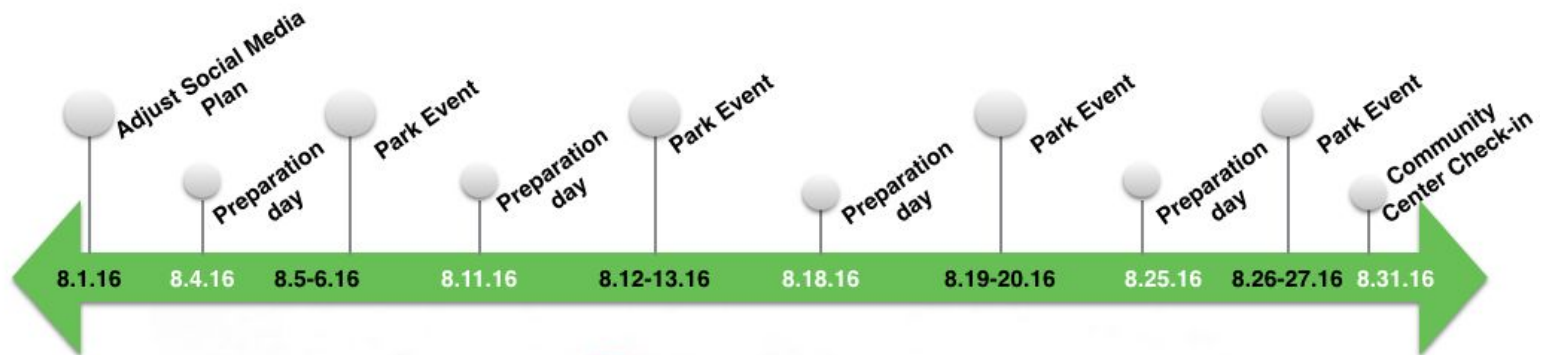 Adjust Social Media
Plan
Preparation
day
Park Event
Preparation
day
Park Event
Preparation
day
Park Event
Preparation
day
Park Event
Community
Center Check-in
8.1.16
8.4.16
8.5-6.16
8.11.16
8.12-13.16
8.18.16
8.19-20.16
8.25.16
8.26-27.16
8.31.16